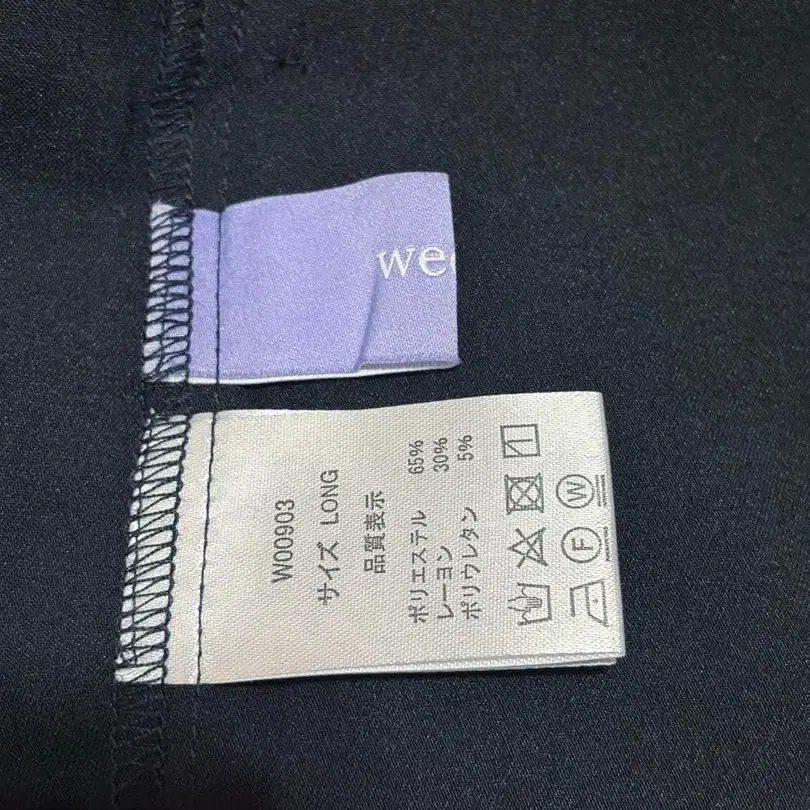 we
W00903
サイズ LONG
品質表示
ポリエステル 65%
レーヨン 30%
ポリウレタン 5%
W
F